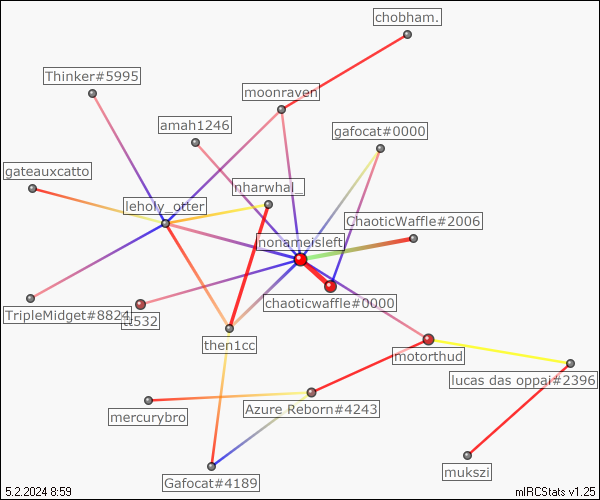 chobham.
Thinker#5995
moonraven
amah1246
gafocat#0000
gateauxcatto
nharwhal_
leholy_otter
ChaoticWaffle#2006
nonameisleft
chaoticwaffle#0000
TripleMidget#8824
tl532
then1cc
motorthud
lucas das oppai#2396
Azure Reborn#4243
mercurybro
mukszi
Gafocat#4189
5.2.2024 8:59
mIRCStats v1.25